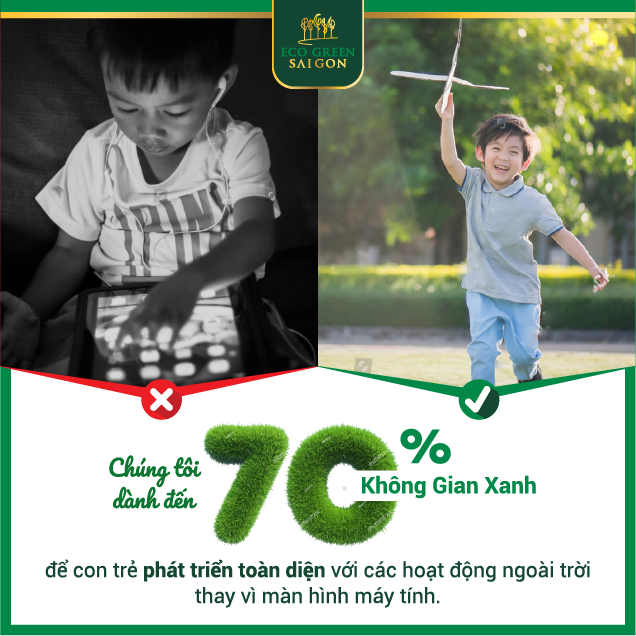 ECO GREEN
SAIGON
Chúng tôi
dành đến
70%
Không Gian Xanh
để con trẻ phát triển toàn diện với các hoạt động ngoài trời
thay vì màn hình máy tính.